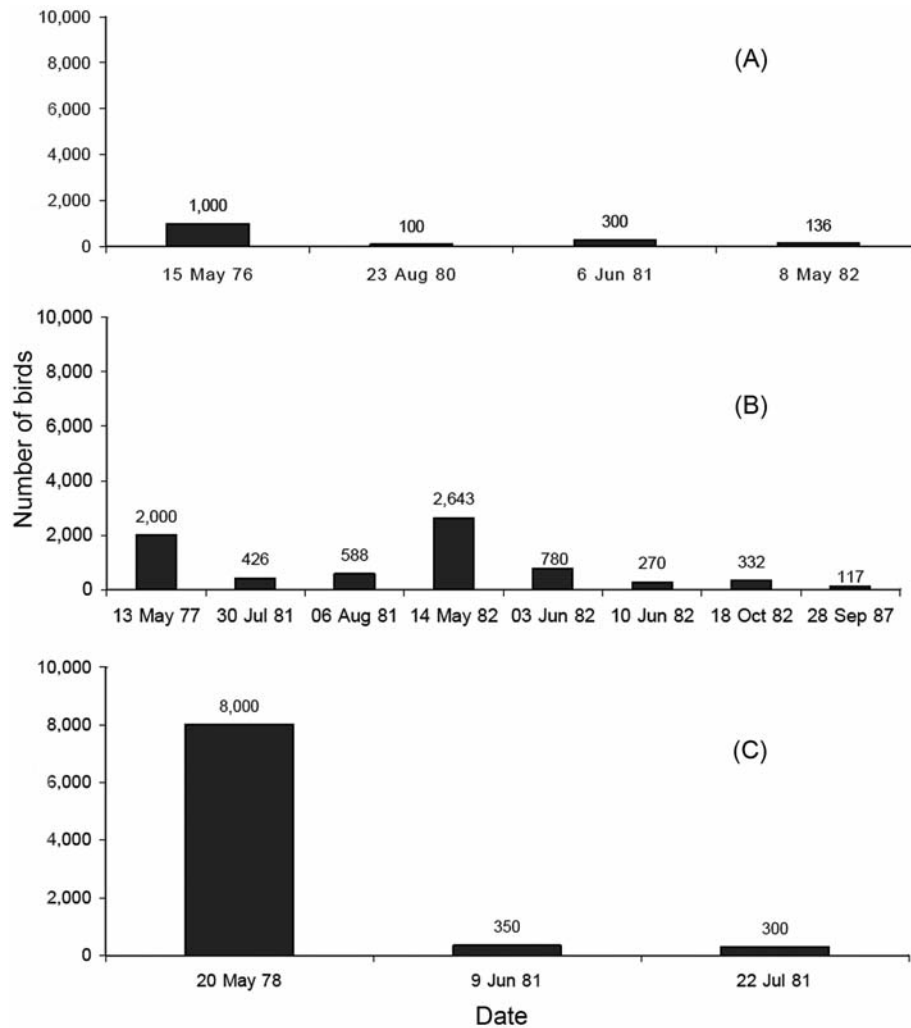 10,000
8,000
6,000
4,000
2,000
0
(A)
1,000
100
300
136
15 May 76
23 Aug 80
6 Jun 81
8 May 82
Number of birds
10,000
8,000
6,000
4,000
2,000
0
(B)
2,000
426
588
2,643
780
270
332
117
13 May 77
30 Jul 81
06 Aug 81
14 May 82
03 Jun 82
10 Jun 82
18 Oct 82
28 Sep 87
10,000
8,000
6,000
4,000
2,000
0
(C)
8,000
350
300
20 May 78
9 Jun 81
22 Jul 81
Date